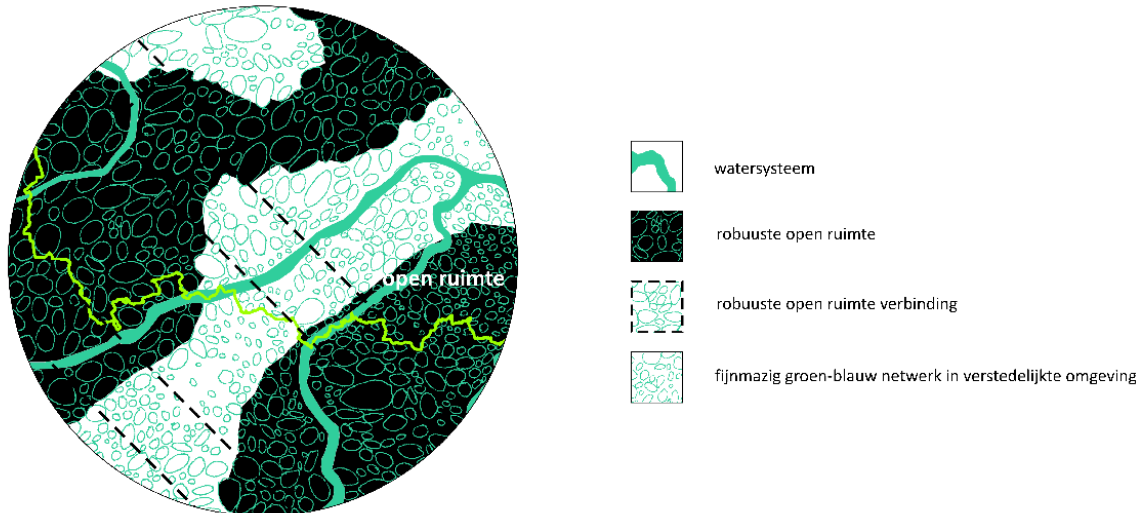 watersysteem
robuuste open ruimte
open ruimte
robuuste open ruimte verbinding
fijnmazig groen-blauw netwerk in verstedelijkte omgeving